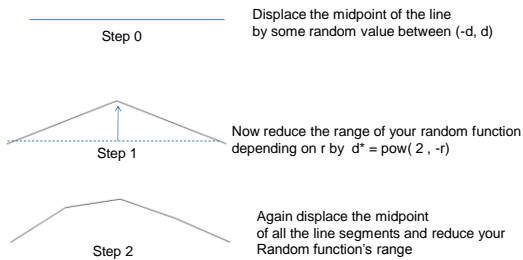 Displace the midpoint of the line
by some random value between (-d, d)
Step 0
Now reduce the range of your random function
depending on r by d* = pow( 2 , -r)
Step 1
Again displace the midpoint
of all the line segments and reduce your
Random function's range
Step 2